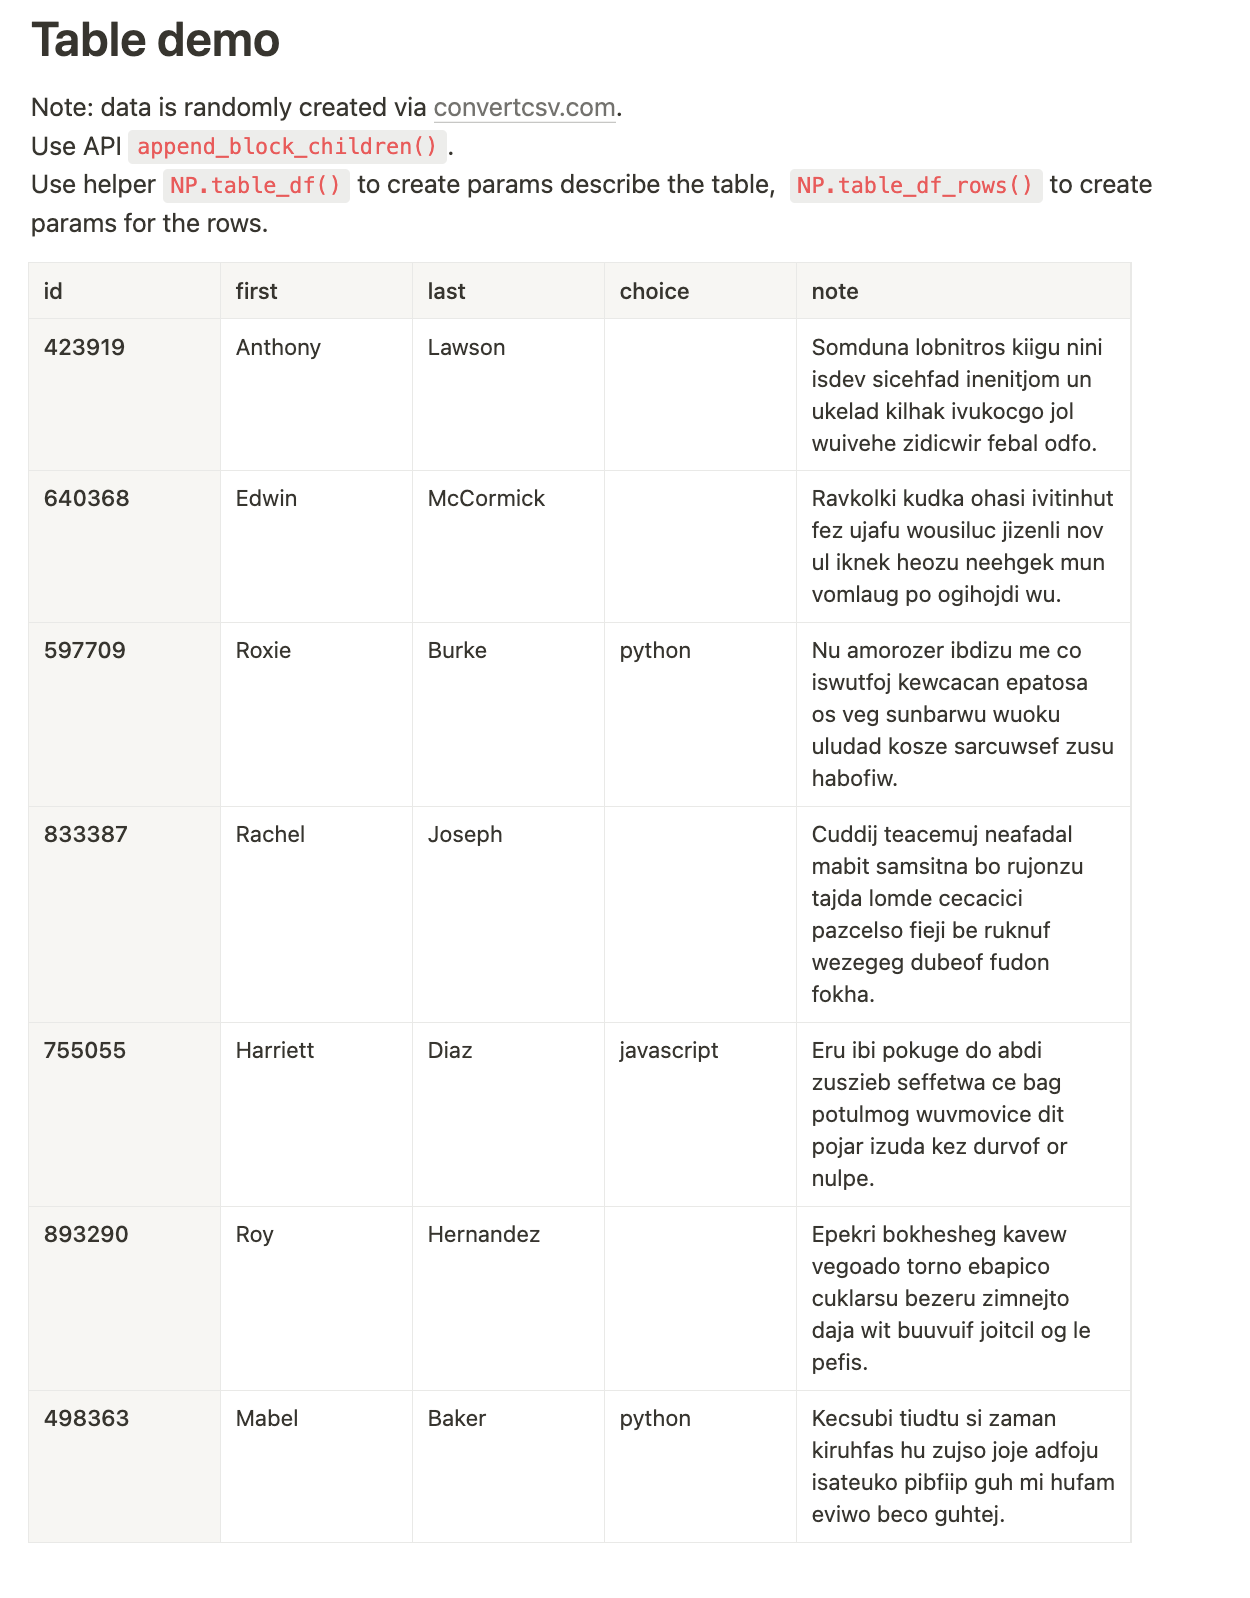 Table demo
Note: data is randomly created via convertcsv.com.
Use API append_block_children() .
Use helper NP.table_df() to create params describe the table, NP.table_df_rows() to create
params for the rows.
id first last choice note
423919 Anthony Lawson Somduna lobnitros kiigu nini
isdev sicehfad inenitjom un
ukelad kilhak ivukocgo jol
wuivehe zidicwir febal odfo.
640368 Edwin McCormick Ravkolki kudka ohasi ivitinhut
fez ujafu wousiluc jizenli nov
ul iknek heozu neehgek mun
vomlaug po ogihojdi wu.
597709 Roxie Burke python Nu amorozer ibdizu me co
iswutfoj kewcacan epatosa
os veg sunbarwu wuoku
uludad kosze sarcuwsef zusu
habofiw.
833387 Rachel Joseph Cuddij teacemuj neafadal
mabit samsitna bo rujonzu
tajda lomde cecacici
pazcelso fieji be ruknuf
wezegeg dubeof fudon
fokha.
755055 Harriett Diaz javascript Eru ibi pokuge do abdi
zuszieb seffetwa ce bag
potulmog wuvmovice dit
pojar izuda kez durvof or
nulpe.
893290 Roy Hernandez Epekri bokhesheg kavew
vegoado torno ebapico
cuklarsu bezeru zimnejto
daja wit buuvuif joitcil og le
pefis.
498363 Mabel Baker python Kecsubi tiudtu si zaman
kiruhfas hu zujso joje adfoju
isateuko pibfiip guh mi hufam
eviwo beco guhtej.